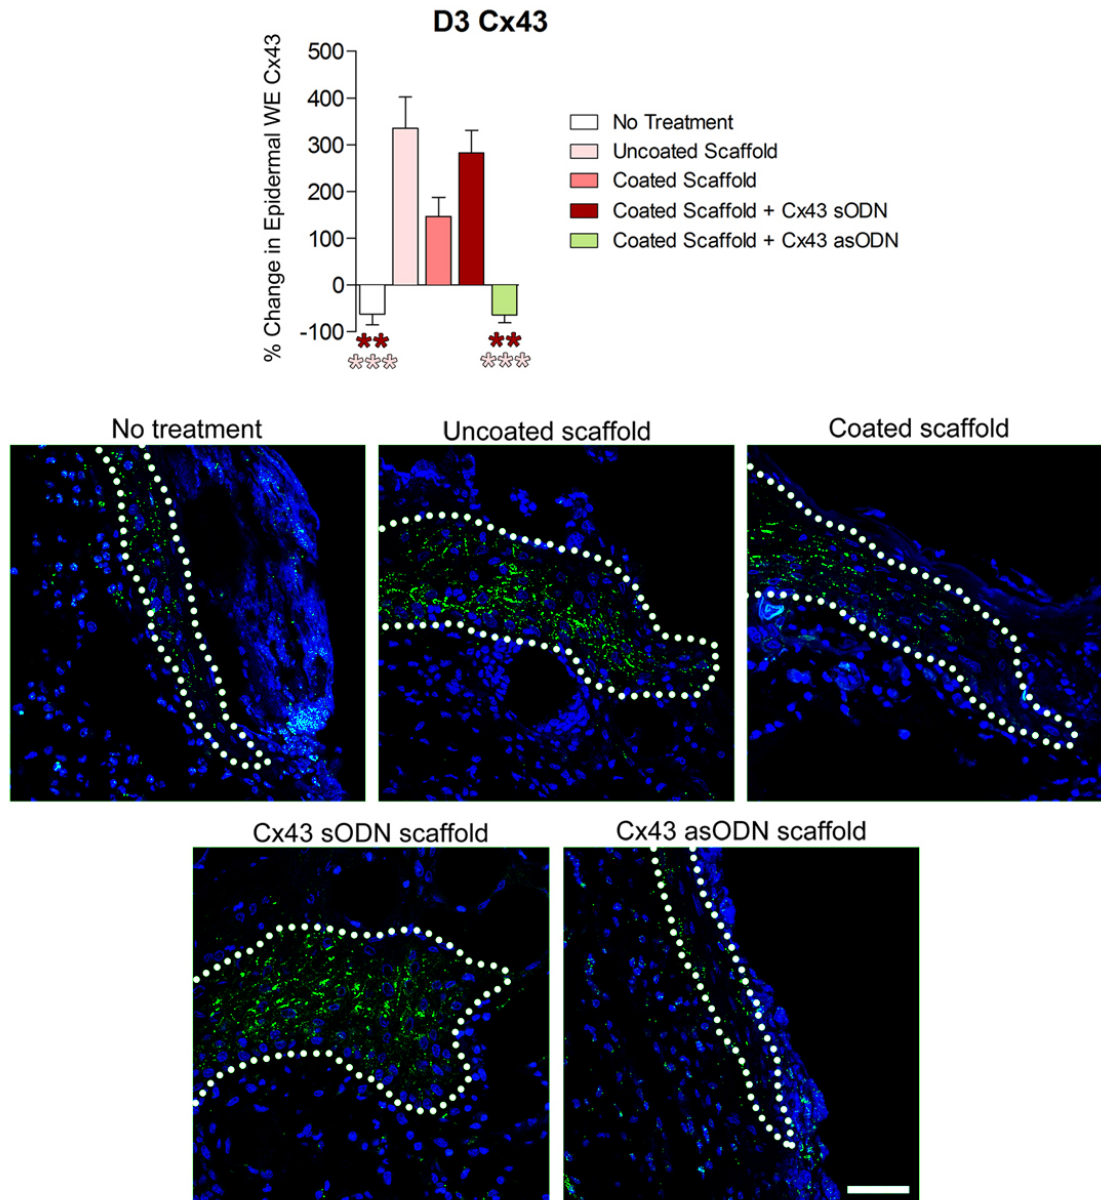 D3 Cx43
% Change in Epidermal WE Cx43
500
400
300
200
100
0
-100
** **
*** ***
No Treatment
Uncoated Scaffold
Coated Scaffold
Coated Scaffold + Cx43 sODN
Coated Scaffold + Cx43 asODN
No treatment
Uncoated scaffold
Coated scaffold
Cx43 sODN scaffold
Cx43 asODN scaffold